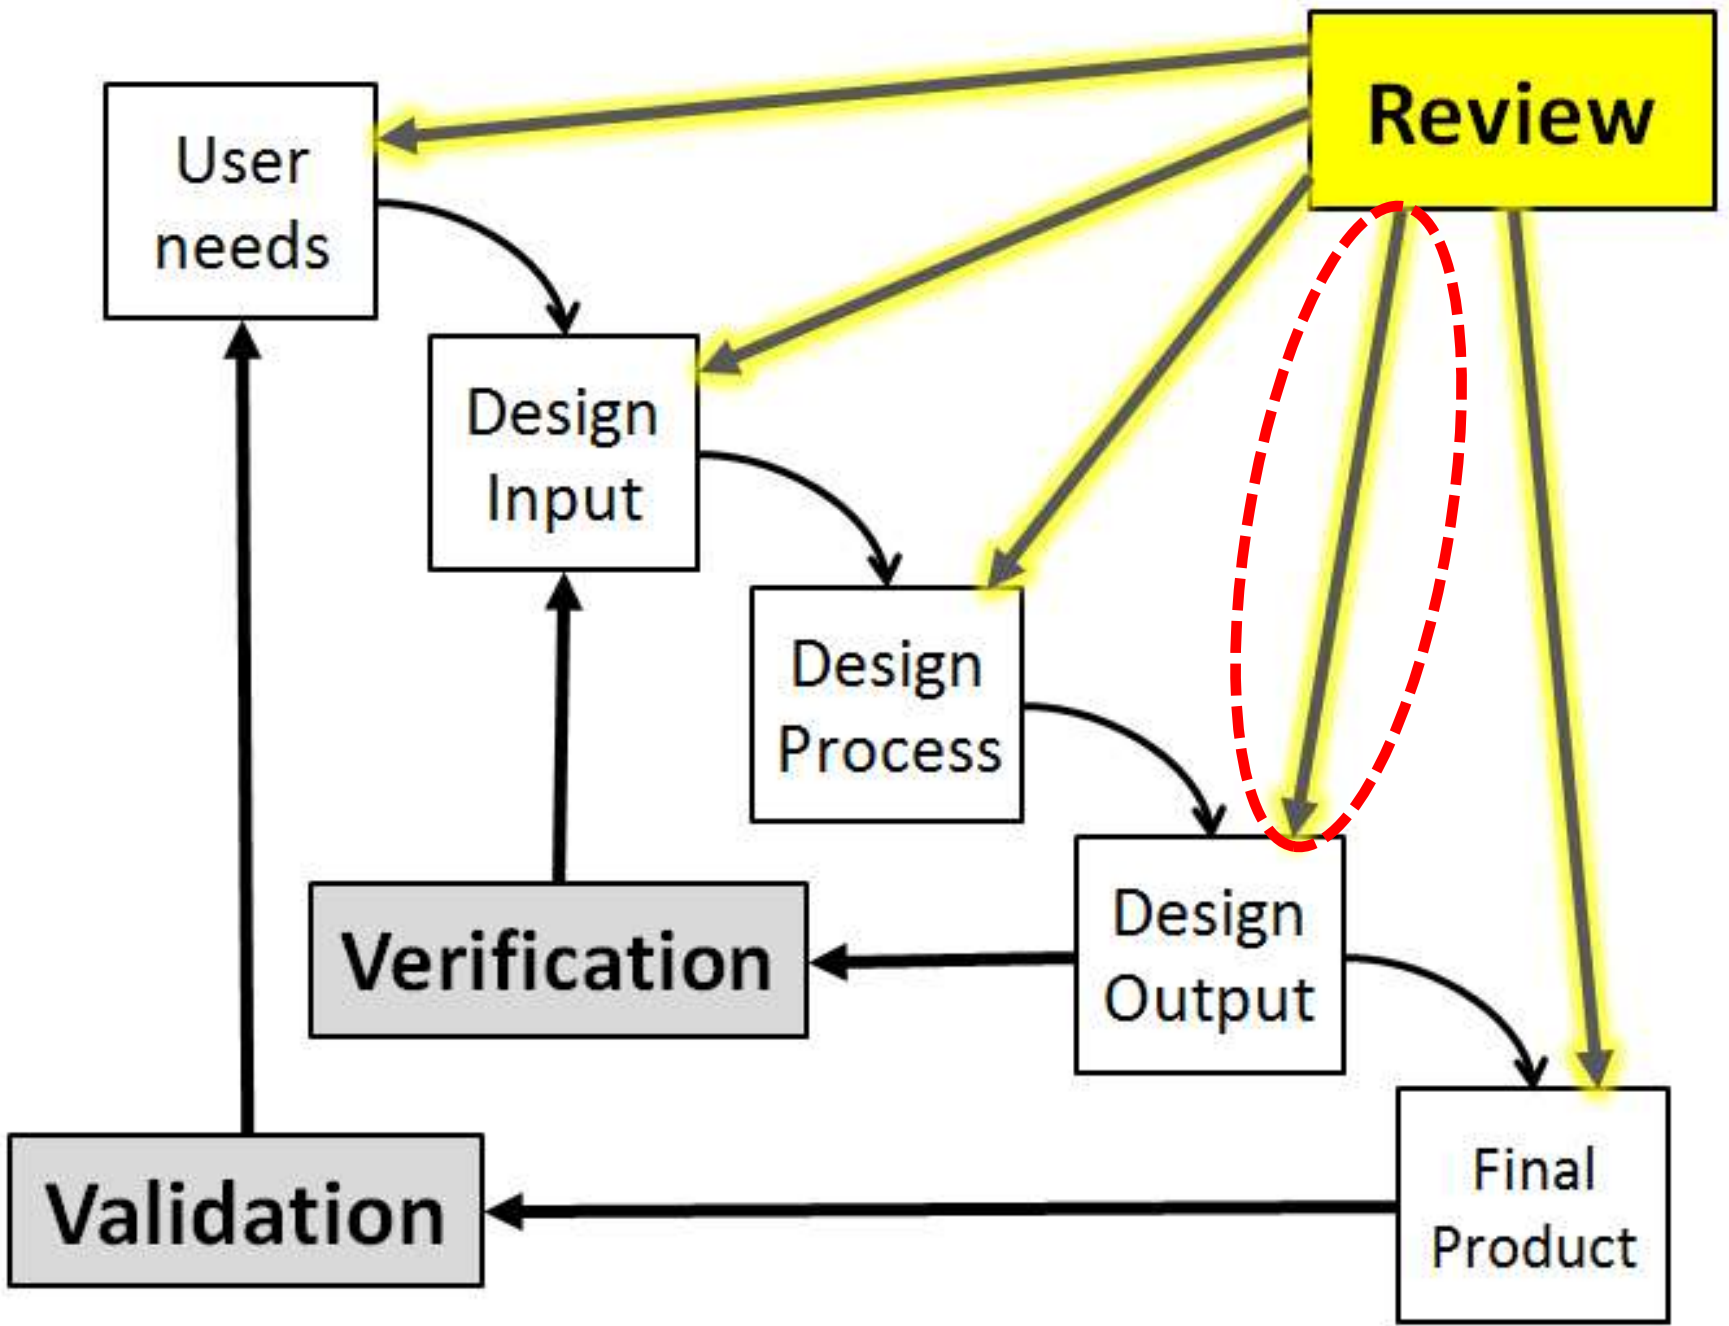 Review
User
needs
Design
Input
Design
Process
Design
Output
Verification
Final
Product
Validation